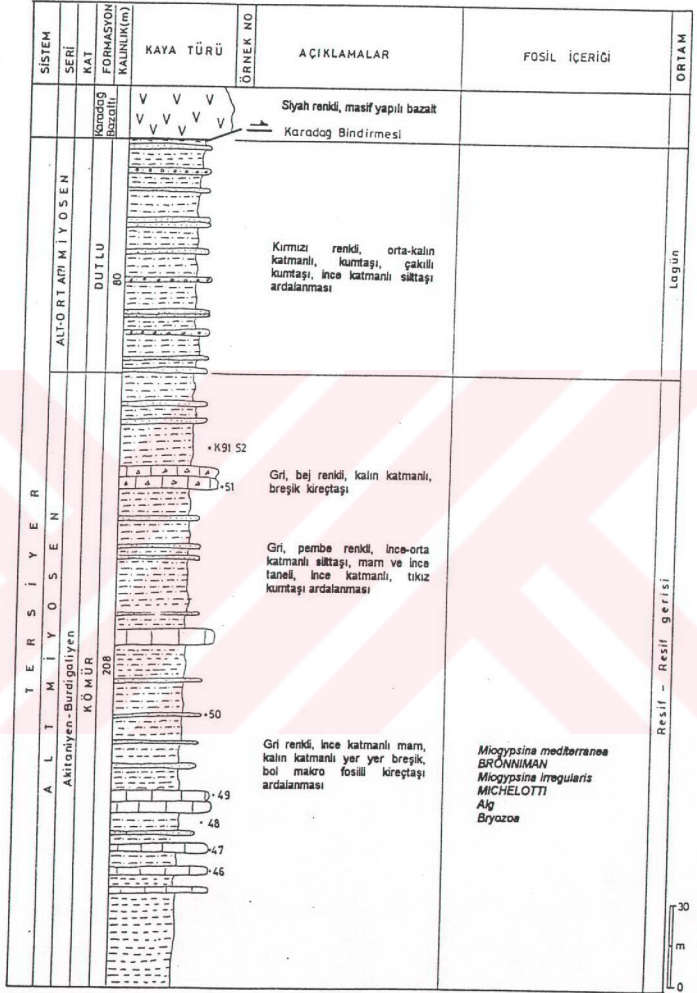 SİSTEM
SERİ
KAT
FORMASYON
KALINLIK(m)
KAYA TÜRÜ
ÖRNEK NO
AÇIKLAMALAR
FOSİL İÇERİĞİ
ORTAM
Karadağ
Bazaltı
V V V
V V V
V V V
Siyah renkli, masif yapılı bazalt
Karadağ Bindirmesi
ALT-ORTA MİYOSEN
DUTLU
80
Kırmızı renkli, orta-kalın
katmanlı, kumtaşı, çakıllı
kumtaşı, ince katmanlı silttaşı
ardalanması
Lagün
TERSİYER
ALT MİYOSEN
Akitaniyen-Burdigaliyen
KÖMÜR
208
K91 52
51
Gri, bej renkli, kalın katmanlı,
breşik kireçtaşı
Gri, pembe renkli, ince-orta
katmanlı silttaşı, marn ve ince
taneli, ince katmanlı, tıkız
kumtaşı ardalanması
50
Gri renkli, ince katmanlı marn,
kalın katmanlı yer yer breşik,
bol makro fosilli kireçtaşı
ardalanması
49
48
47
46
Miogypsina mediterranea
BRÖNNIMAN
Miogypsina irregularis
MICHELOTTI
Alg
Bryozoa
Resif - Resif gerisi
30
m
0